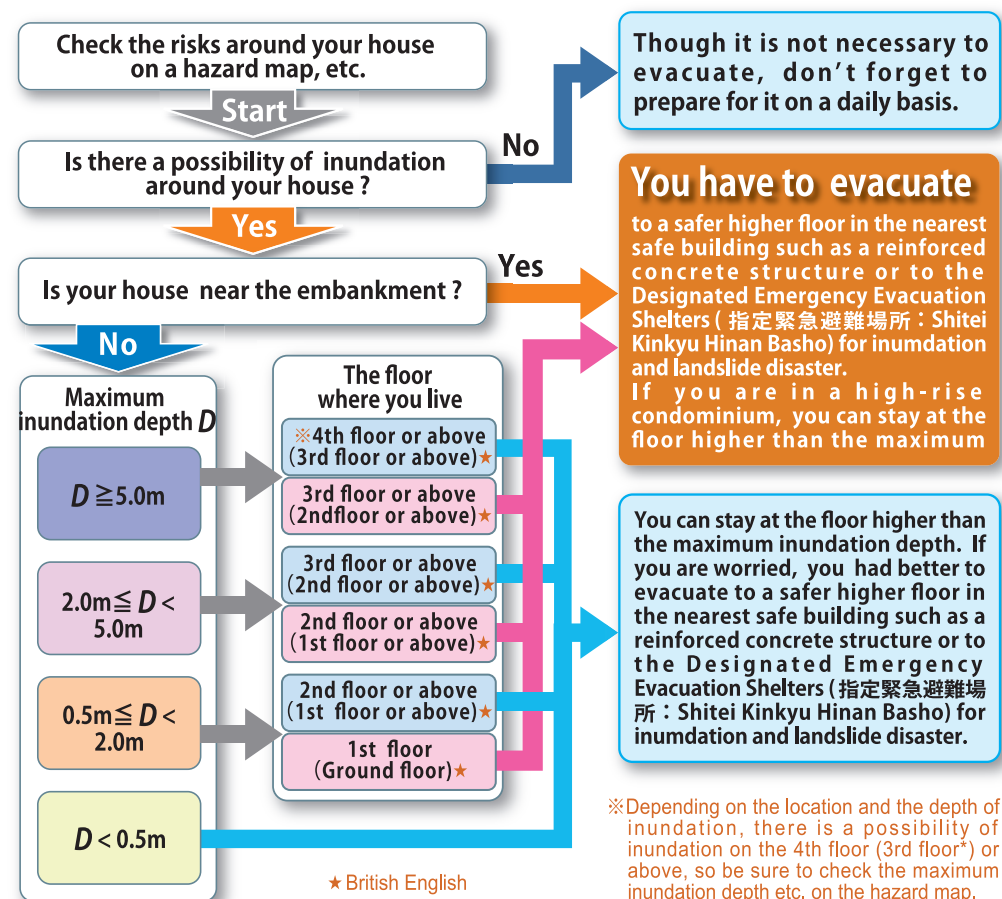 Check the risks around your house
on a hazard map, etc.
Start
Is there a possibility of inundation
around your house ?
No
Though it is not necessary to
evacuate, don't forget to
prepare for it on a daily basis.
Yes
Is your house near the embankment ?
Yes
You have to evacuate
to a safer higher floor in the nearest
safe building such as a reinforced
concrete structure or to the
Designated Emergency Evacuation
Shelters ( 指定緊急避難場所：Shitei
Kinkyu Hinan Basho) for inumdation
and landslide disaster.
If you are in a high-rise
condominium, you can stay at the
floor higher than the maximum
No
Maximum
inundation depth D
D ≧5.0m
2.0m≦ D <
5.0m
0.5m≦ D <
2.0m
D < 0.5m
The floor
where you live
※4th floor or above
(3rd floor or above)★
3rd floor or above
(2ndfloor or above)★
3rd floor or above
(2nd floor or above)★
2nd floor or above
(1st floor or above)★
2nd floor or above
(1st floor or above)★
1st floor
(Ground floor)★
You can stay at the floor higher than
the maximum inundation depth. If
you are worried, you had better to
evacuate to a safer higher floor in
the nearest safe building such as a
reinforced concrete structure or to
the Designated Emergency
Evacuation Shelters ( 指定緊急避難場
所：Shitei Kinkyu Hinan Basho) for
inumdation and landslide disaster.
★ British English
※Depending on the location and the depth of
inundation, there is a possibility of
inundation on the 4th floor (3rd floor*) or
above, so be sure to check the maximum
inundation depth etc. on the hazard map.